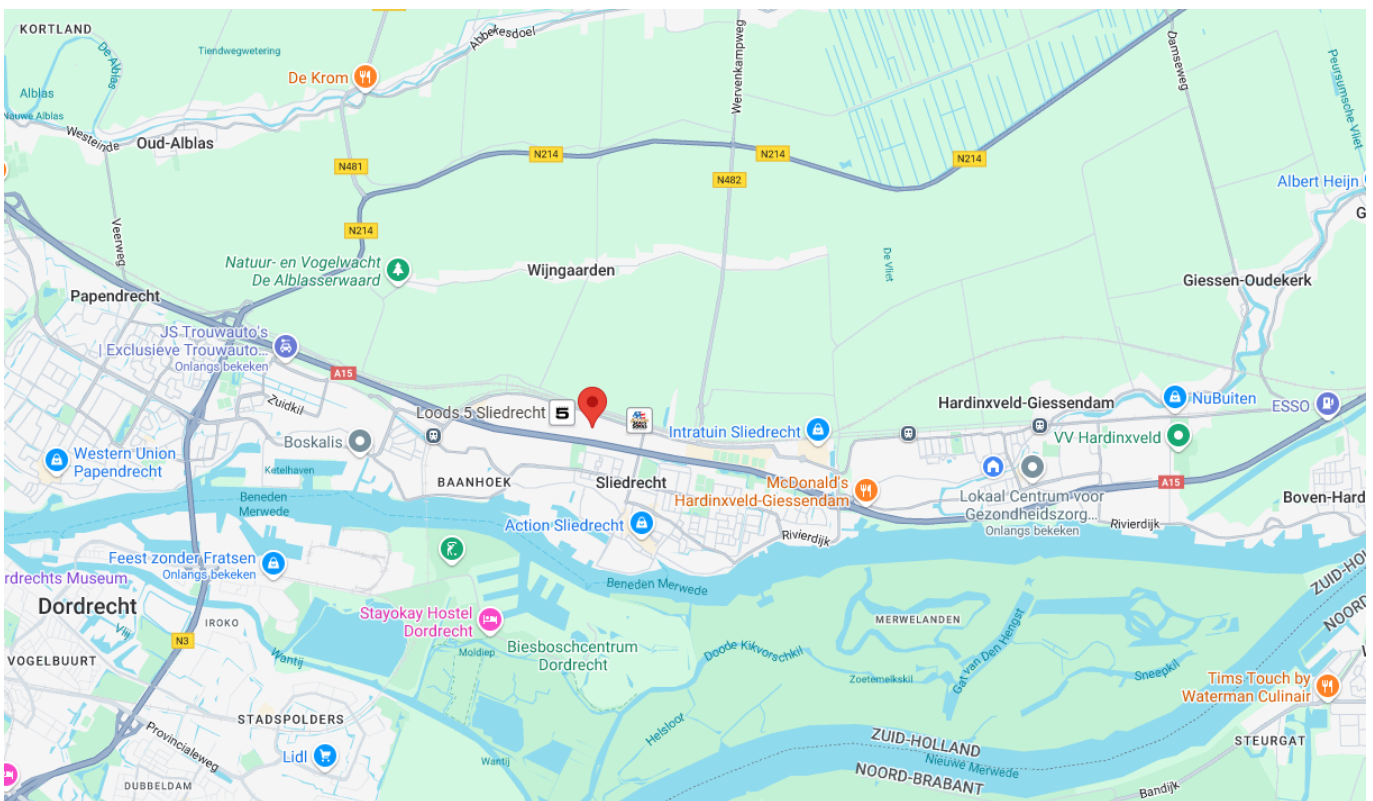 KORTLAND
De Alblas
Tiendwegwetering
Abbekesdoel
Wervenkampweg
Damseweg
Peursumsche Vliet
De Krom
Alblas
Nauwe Alblas
Westeinde
Oud-Alblas
N481
N214
N214
N482
N214
Albert Heijn
G
Veerweg
N214
Natuur- en Vogelwacht
De Alblasserwaard
Wijngaarden
De Vliet
Giessen-Oudekerk
Papendrecht
JS Trouwauto's
| Exclusieve Trouwauto...
Onlangs bekeken
A15
Zuidkil
Loods 5 Sliedrecht
5
Hardinxveld-Giessendam
NüBuiten
ESSO
Boskalis
Intratuin Sliedrecht
VV Hardinxveld
Western Union
Papendrecht
Ketelhaven
BAANHOEK
Sliedrecht
McDonald's
Hardinxveld-Giessendam
A15
Lokaal Centrum voor
Gezondheidszorg...
Onlangs bekeken
Boven-Hard
Beneden
Merwede
Action Sliedrecht
Rivierdijk
Rivierdijk
Feest zonder Fratsen
Onlangs bekeken
rdrechts Museum
Beneden Merwede
ZUID-HO
NOORD
Dordrecht
IROKO
Stayokay Hostel
Dordrecht
MERWELANDEN
N3
Wantij
Moldiep
Biesboschcentrum
Dordrecht
Doode Kikvorschkil
Gat van Den Hengst
Sneepkil
VOGELBUURT
Zoetemelkskil
Tims Touch by
Waterman Culinair
STADSPOLDERS
Helsloot
Provincialeweg
Lidl
Wantij
ZUID-HOLLAND
Nieuwe Merwede
NOORD-BRABANT
STEURGAT
DUBBELDAM
Bandijk